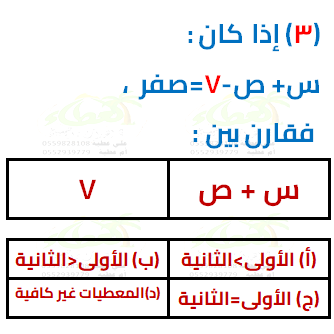 (٣) إذا كان :
س+ ص-٧=صفر ،
فقارن بين :
س + ص ٧
(أ) الأولى>الثانية (ب) الأولى<الثانية
(ج) الأولى=الثانية (د)المعطيات غير كافية